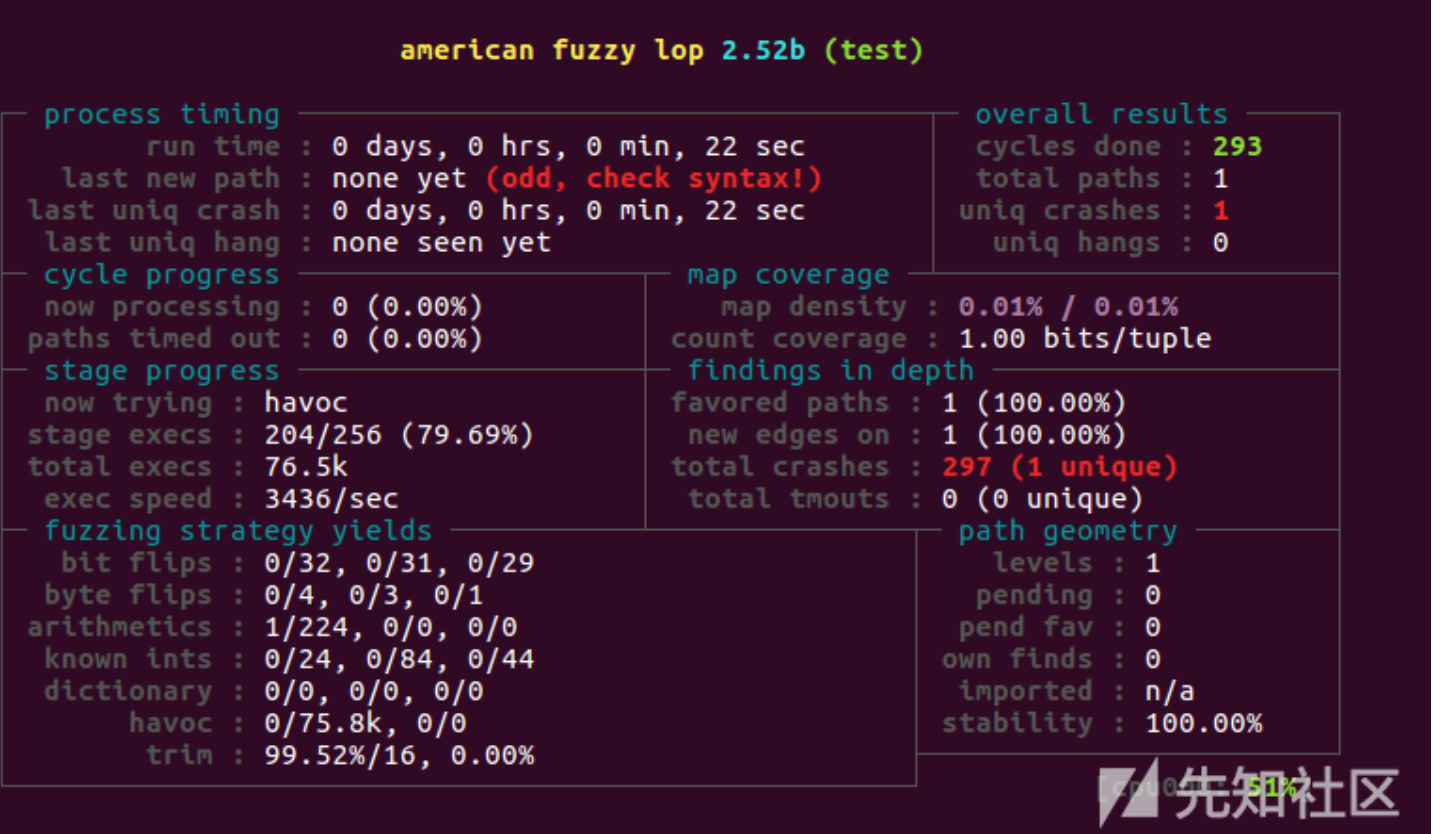 american fuzzy lop 2.52b (test)
process timing
run time : 0 days, 0 hrs, 0 min, 22 sec
last new path : none yet (odd, check syntax!)
last uniq crash : 0 days, 0 hrs, 0 min, 22 sec
last uniq hang : none seen yet
overall results
cycles done : 293
total paths : 1
uniq crashes : 1
uniq hangs : 0
cycle progress
now processing : 0 (0.00%)
paths timed out : 0 (0.00%)
map coverage
map density : 0.01% / 0.01%
count coverage : 1.00 bits/tuple
stage progress
now trying : havoc
stage execs : 204/256 (79.69%)
total execs : 76.5k
exec speed : 3436/sec
findings in depth
favored paths : 1 (100.00%)
new edges on : 1 (100.00%)
total crashes : 297 (1 unique)
total tmouts : 0 (0 unique)
fuzzing strategy yields
bit flips : 0/32, 0/31, 0/29
byte flips : 0/4, 0/3, 0/1
arithmetics : 1/224, 0/0, 0/0
known ints : 0/24, 0/84, 0/44
dictionary : 0/0, 0/0, 0/0
havoc : 0/75.8k, 0/0
trim : 99.52%/16, 0.00%
path geometry
levels : 1
pending : 0
pend fav : 0
own finds : 0
imported : n/a
stability : 100.00%
51%
先知社区